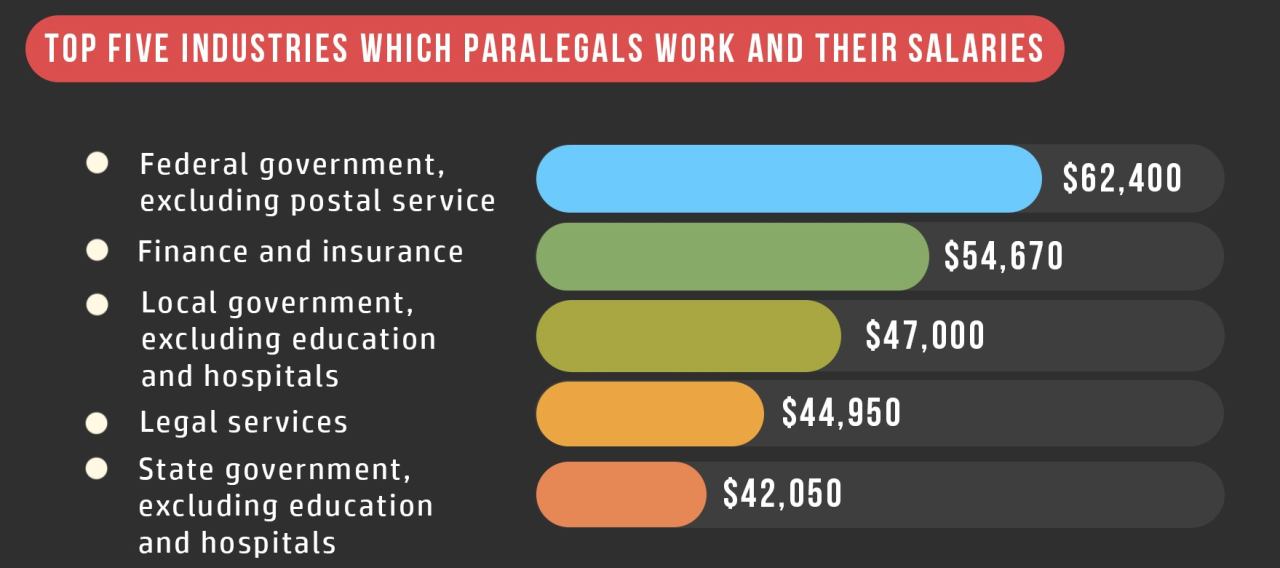 TOP FIVE INDUSTRIES WHICH PARALEGALS WORK AND THEIR SALARIES
Federal government,
excluding postal service
$62,400
Finance and insurance
$54,670
Local government,
excluding education
and hospitals
$47,000
Legal services
$44,950
State government,
excluding education
and hospitals
$42,050